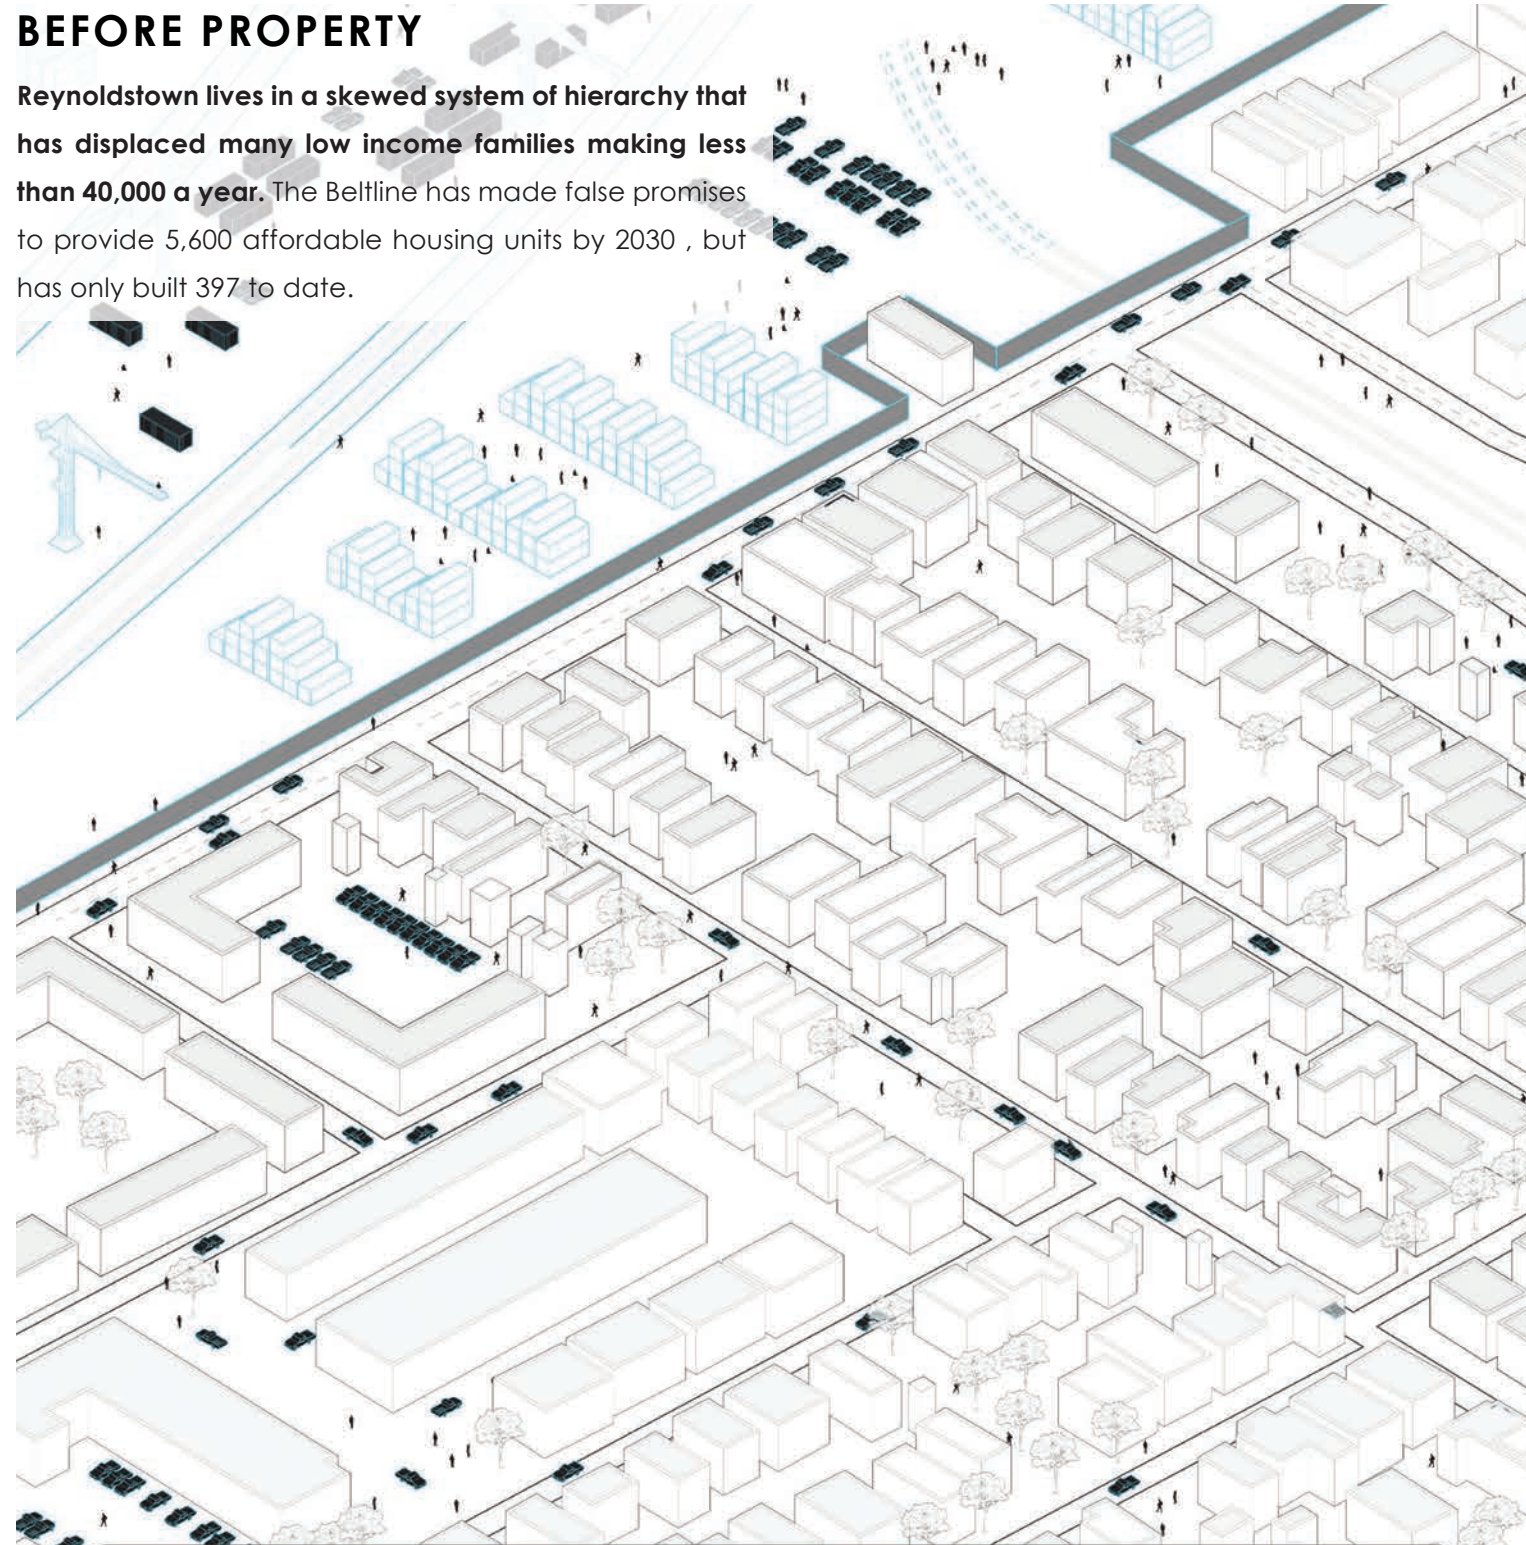 BEFORE PROPERTY
Reynoldstown lives in a skewed system of hierarchy that
has displaced many low income families making less
than 40,000 a year. The Beltline has made false promises
to provide 5,600 affordable housing units by 2030 , but
has only built 397 to date.